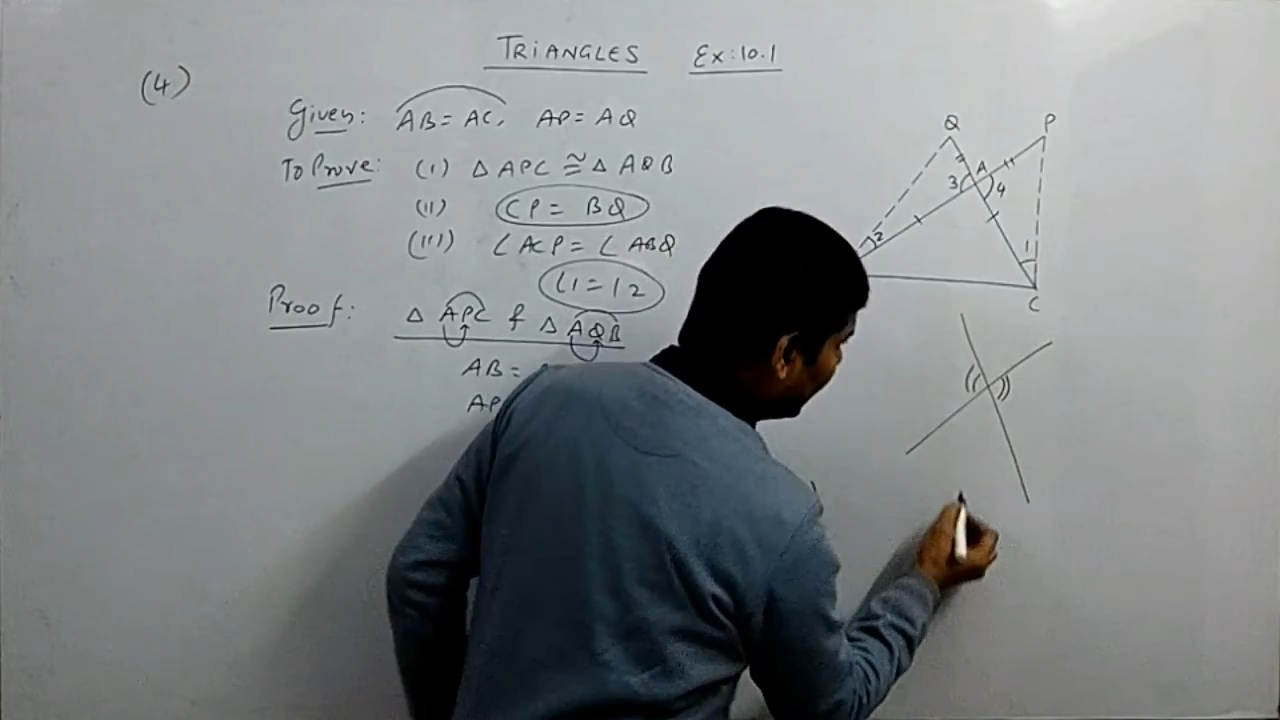 TRIANGLES Ex:10.1
(4)
Given: AB = AC, AP = AQ
To Prove: (I) △ APC ≅ △ AQB
(II) CP = BQ
(III) ∠ ACP = ∠ ABQ
∠1 = ∠2
Proof: △ APC & △ AQB
AB =
AP
Q P
A
3 4
2
1
C